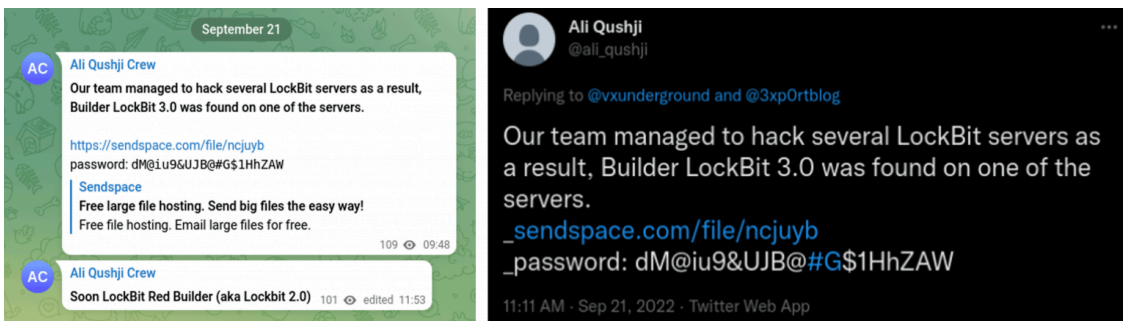 September 21
AC
Ali Qushji Crew
Our team managed to hack several LockBit servers as a result,
Builder LockBit 3.0 was found on one of the servers.
https://sendspace.com/file/ncjuyb
password: dM@iu9&UJB@#G$1HhZAW
Sendspace
Free large file hosting. Send big files the easy way!
Free file hosting. Email large files for free.
109 09:48
AC
Ali Qushji Crew
Soon LockBit Red Builder (aka Lockbit 2.0) 101 edited 11:53
Ali Qushji
@ali_qushji
Replying to @vxunderground and @3xp0rtblog
Our team managed to hack several LockBit servers as
a result, Builder LockBit 3.0 was found on one of the
servers.
_sendspace.com/file/ncjuyb
_password: dM@iu9&UJB@#G$1HhZAW
11:11 AM · Sep 21, 2022 · Twitter Web App